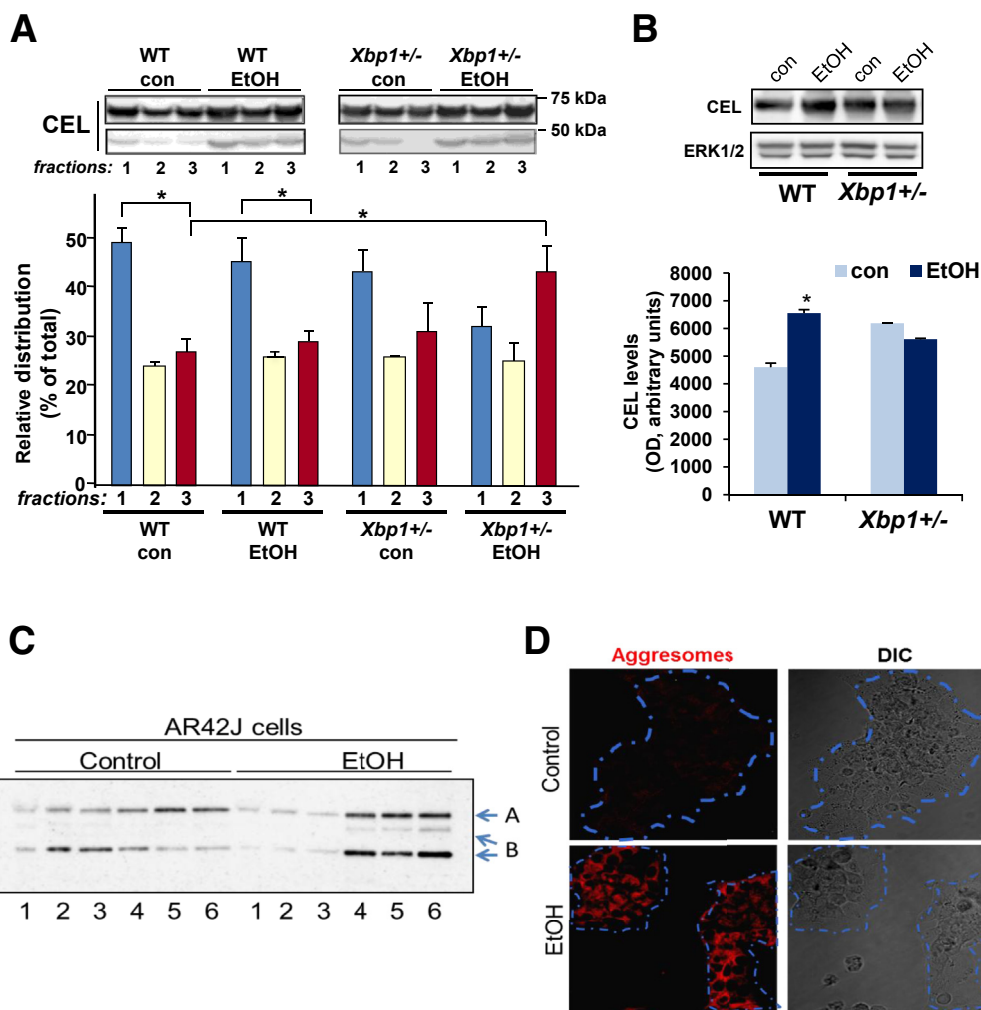 A
WT WT Xbp1+/- Xbp1+/-
con EtOH con EtOH
75 kDa
CEL
50 kDa
fractions: 1 2 3 1 2 3 1 2 3 1 2 3
* * *
Relative distribution
(% of total)
50
40
30
20
10
0
fractions: 1 2 3 1 2 3 1 2 3 1 2 3
WT WT Xbp1+/- Xbp1+/-
con EtOH con EtOH
B
con EtOH con EtOH
CEL
ERK1/2
WT Xbp1+/-
con EtOH
CEL levels
(OD, arbitrary units)
8000
7000
6000
5000
4000
3000
2000
1000
0
*
WT Xbp1+/-
C
AR42J cells
Control EtOH
A
B
1 2 3 4 5 6 1 2 3 4 5 6
D
Aggresomes DIC
Control
EtOH